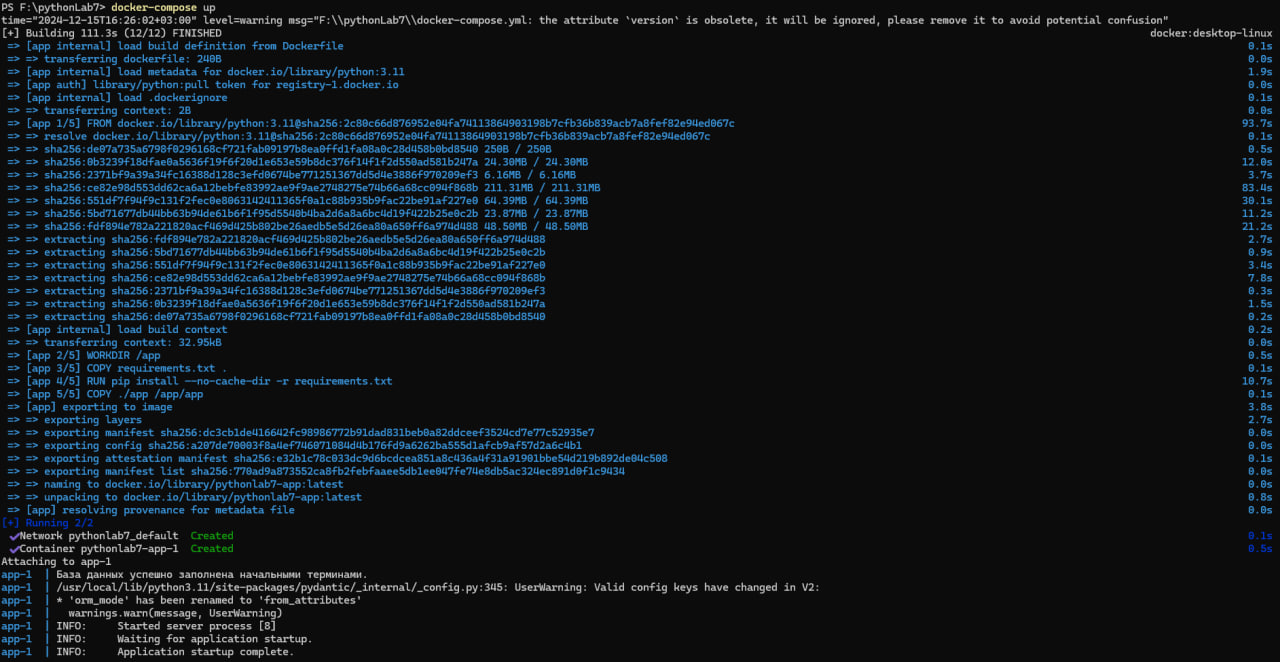 PS F:\pythonLab7> docker-compose up
time="2024-12-15T16:26:02+03:00" level=warning msg="F:\\pythonLab7\\docker-compose.yml: the attribute `version` is obsolete, it will be ignored, please remove it to avoid potential confusion"
[+] Building 111.3s (12/12) FINISHED docker:desktop-linux
=> [app internal] load build definition from Dockerfile 0.1s
=> => transferring dockerfile: 240B 0.0s
=> [app internal] load metadata for docker.io/library/python:3.11 1.9s
=> [app auth] library/python:pull token for registry-1.docker.io 0.0s
=> [app internal] load .dockerignore 0.1s
=> => transferring context: 2B 0.0s
=> [app 1/5] FROM docker.io/library/python:3.11@sha256:2c80c66d876952e04fa74113864903198b7cfb36b839acb7a8fef82e94ed067c 93.7s
=> => resolve docker.io/library/python:3.11@sha256:2c80c66d876952e04fa74113864903198b7cfb36b839acb7a8fef82e94ed067c 0.1s
=> => sha256:de07a735a6798f0296168cf721fab09197b8ea0ffd1fa08a0c28d458b0bd8540 250B / 250B 0.5s
=> => sha256:0b3239f18dfae0a5636f19f6f20d1e653e59b8dc376f14f1f2d550ad581b247a 24.30MB / 24.30MB 12.0s
=> => sha256:2371bf9a39a34fc16388d128c3efd0674be771251367dd5d4e3886f970209ef3 6.16MB / 6.16MB 3.7s
=> => sha256:ce82e98d553dd62ca6a12bebfe83992ae9f9ae2748275e74b66a68cc094f868b 211.31MB / 211.31MB 83.4s
=> => sha256:551df7f94f9c131f2fec0e8063142411365f0a1c88b935b9fac22be91af227e0 64.39MB / 64.39MB 30.1s
=> => sha256:5bd71677db44bb63b94de61b6f1f95d5540b4ba2d6a8a6bc4d19f422b25e0c2b 23.87MB / 23.87MB 11.2s
=> => sha256:fdf894e782a221820acf469d425b802be26aedb5e5d26ea80a650ff6a974d488 48.50MB / 48.50MB 21.2s
=> => extracting sha256:fdf894e782a221820acf469d425b802be26aedb5e5d26ea80a650ff6a974d488 2.7s
=> => extracting sha256:5bd71677db44bb63b94de61b6f1f95d5540b4ba2d6a8a6bc4d19f422b25e0c2b 0.9s
=> => extracting sha256:551df7f94f9c131f2fec0e8063142411365f0a1c88b935b9fac22be91af227e0 3.4s
=> => extracting sha256:ce82e98d553dd62ca6a12bebfe83992ae9f9ae2748275e74b66a68cc094f868b 7.8s
=> => extracting sha256:2371bf9a39a34fc16388d128c3efd0674be771251367dd5d4e3886f970209ef3 0.3s
=> => extracting sha256:0b3239f18dfae0a5636f19f6f20d1e653e59b8dc376f14f1f2d550ad581b247a 1.5s
=> => extracting sha256:de07a735a6798f0296168cf721fab09197b8ea0ffd1fa08a0c28d458b0bd8540 0.2s
=> [app internal] load build context 0.2s
=> => transferring context: 32.95kB 0.0s
=> [app 2/5] WORKDIR /app 0.5s
=> [app 3/5] COPY requirements.txt . 0.1s
=> [app 4/5] RUN pip install --no-cache-dir -r requirements.txt 10.7s
=> [app 5/5] COPY ./app /app/app 0.1s
=> [app] exporting to image 3.8s
=> => exporting layers 2.7s
=> => exporting manifest sha256:dc3cb1de416642fc98986772b91dad831beb0a82ddceef3524cd7e77c52935e7 0.0s
=> => exporting config sha256:a207de70003f8a4ef746071084d4b176fd9a6262ba555d1afcb9af57d2a6c4b1 0.0s
=> => exporting attestation manifest sha256:e32b1c78c033dc9d6bcdcea851a8c436a4f31a91901bbe54d219b892de04c508 0.1s
=> => exporting manifest list sha256:770ad9a873552ca8fb2febfaaee5db1ee047fe74e8db5ac324ec891d0f1c9434 0.0s
=> => naming to docker.io/library/pythonlab7-app:latest 0.0s
=> => unpacking to docker.io/library/pythonlab7-app:latest 0.8s
=> [app] resolving provenance for metadata file 0.0s
[+] Running 2/2
✔Network pythonlab7_default Created 0.1s
✔Container pythonlab7-app-1 Created 0.5s
Attaching to app-1
app-1 | База данных успешно заполнена начальными терминами.
app-1 | /usr/local/lib/python3.11/site-packages/pydantic/_internal/_config.py:345: UserWarning: Valid config keys have changed in V2:
app-1 | * 'orm_mode' has been renamed to 'from_attributes'
app-1 | warnings.warn(message, UserWarning)
app-1 | INFO: Started server process [8]
app-1 | INFO: Waiting for application startup.
app-1 | INFO: Application startup complete.